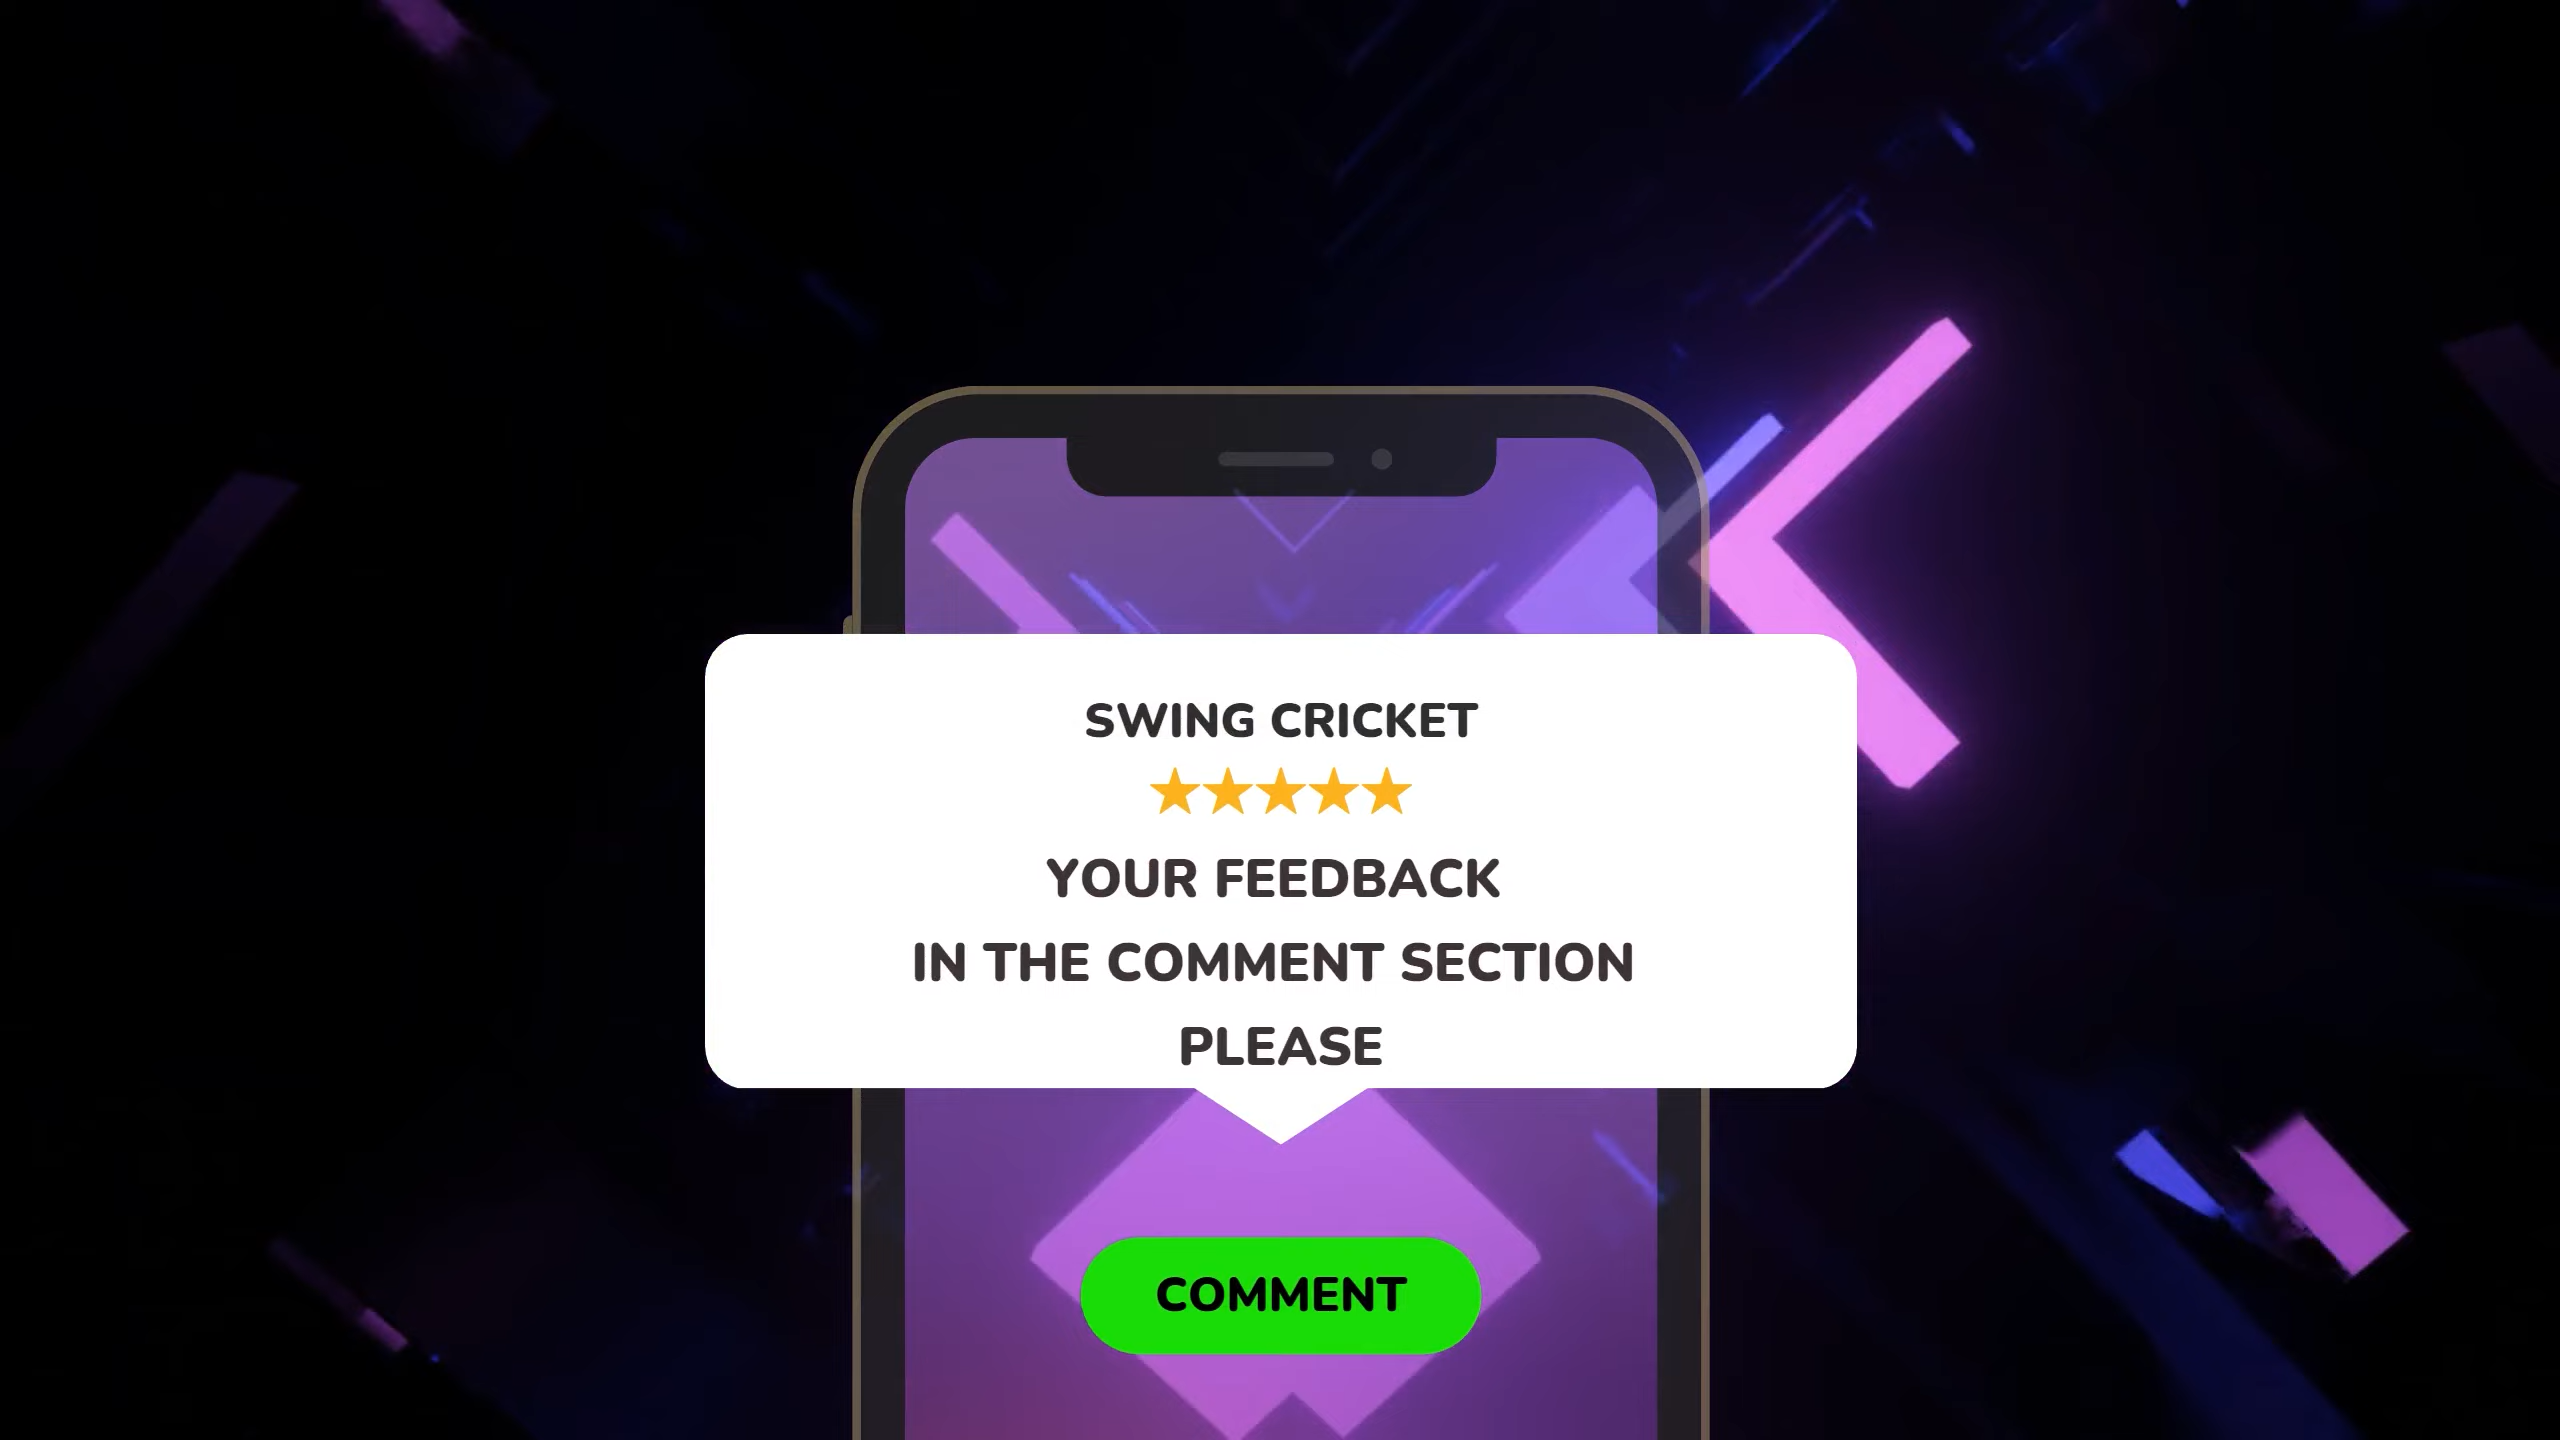 SWING CRICKET
YOUR FEEDBACK
IN THE COMMENT SECTION
PLEASE
COMMENT